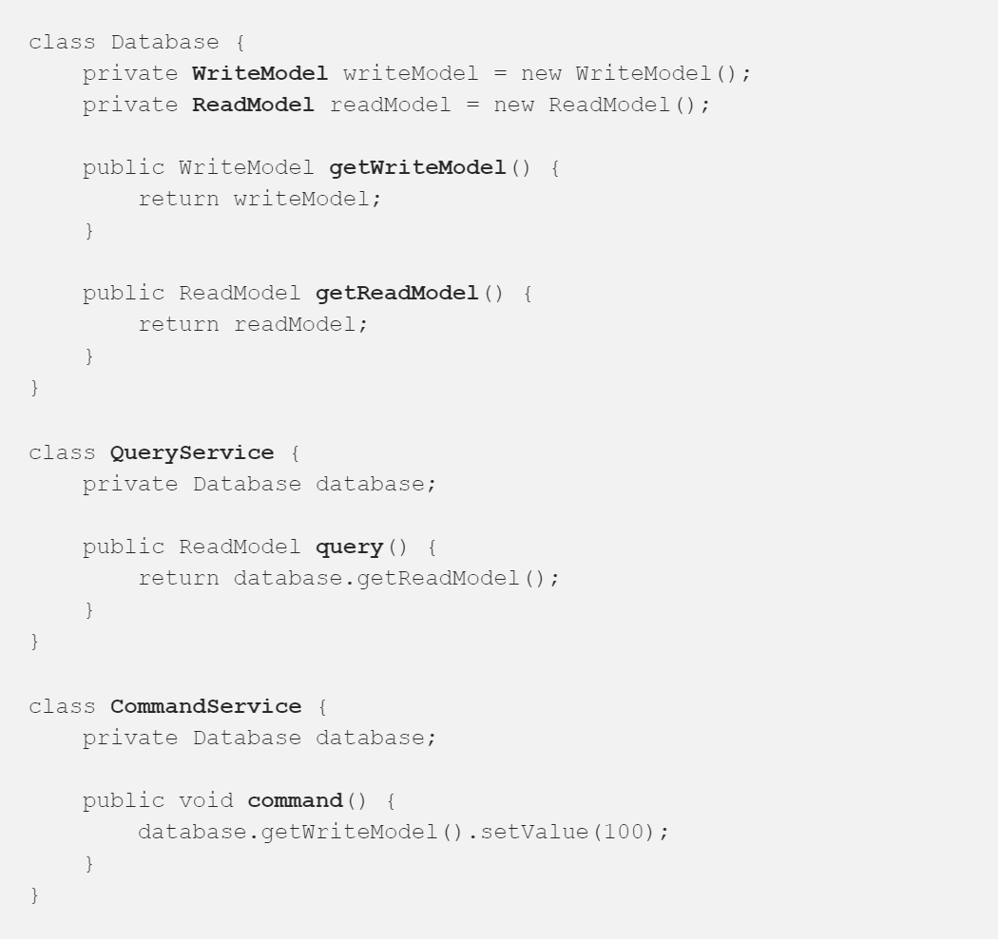 class Database {
    private WriteModel writeModel = new WriteModel();
    private ReadModel readModel = new ReadModel();

    public WriteModel getWriteModel() {
        return writeModel;
    }

    public ReadModel getReadModel() {
        return readModel;
    }
}

class QueryService {
    private Database database;

    public ReadModel query() {
        return database.getReadModel();
    }
}

class CommandService {
    private Database database;

    public void command() {
        database.getWriteModel().setValue(100);
    }
}